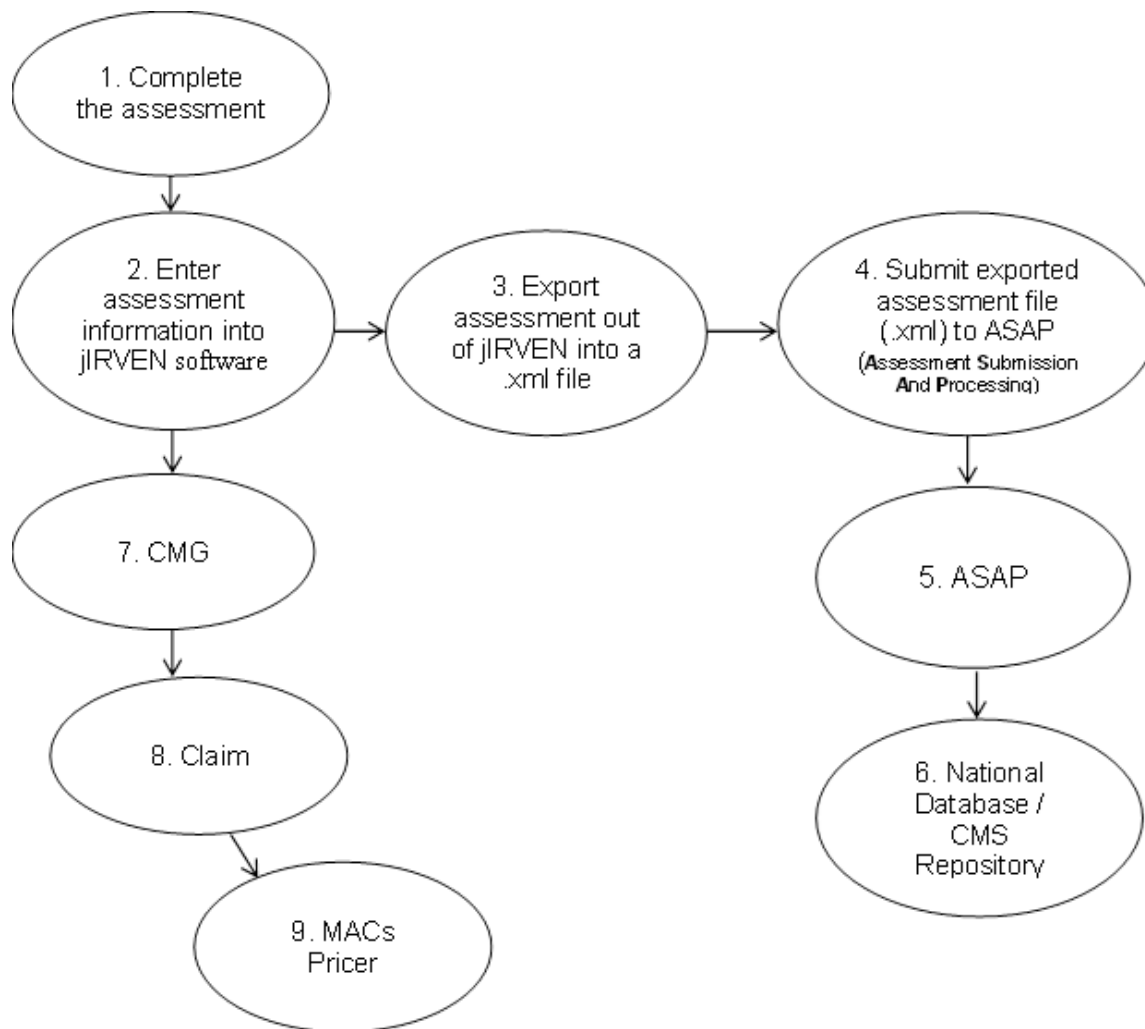 1. Complete
the assessment
2. Enter
assessment
information into
jIRVEN software
3. Export
assessment out
of jIRVEN into a
.xml file
4. Submit exported
assessment file
(.xml) to ASAP
(Assessment Submission
And Processing)
5. ASAP
6. National
Database /
CMS
Repository
7. CMG
8. Claim
9. MACs
Pricer